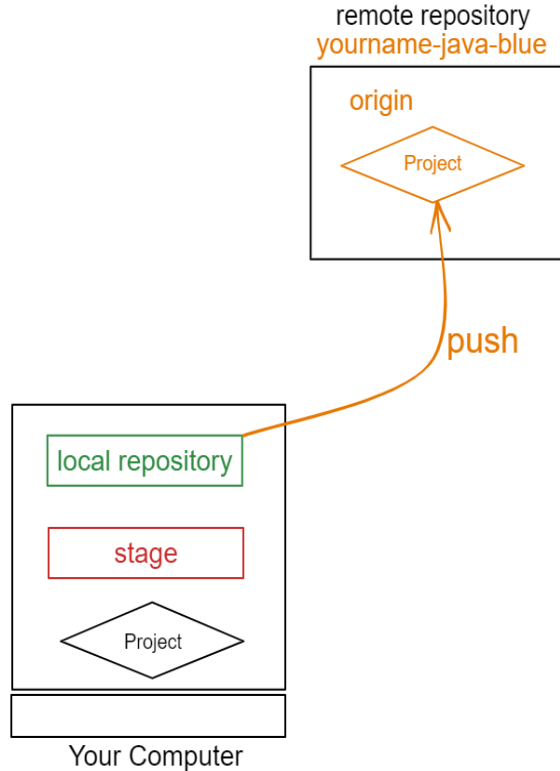 remote repository
yourname-java-blue
origin
Project
push
local repository
stage
Project
Your Computer